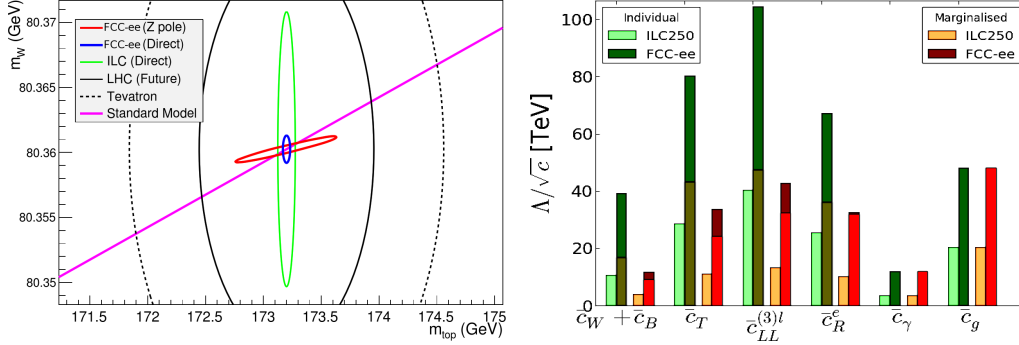 m_W (GeV)
80.37
80.365
80.36
80.355
80.35
FCC-ee (Z pole)
FCC-ee (Direct)
ILC (Direct)
LHC (Future)
Tevatron
Standard Model
171.5
172
172.5
173
173.5
174
174.5
175
m_top (GeV)
Λ/√c [TeV]
100
80
60
40
20
0
Individual
ILC250
FCC-ee
Marginalised
ILC250
FCC-ee
c̄_W + c̄_B
c̄_T
c̄_LL^(3)l
c̄_R^e
c̄_γ
c̄_g